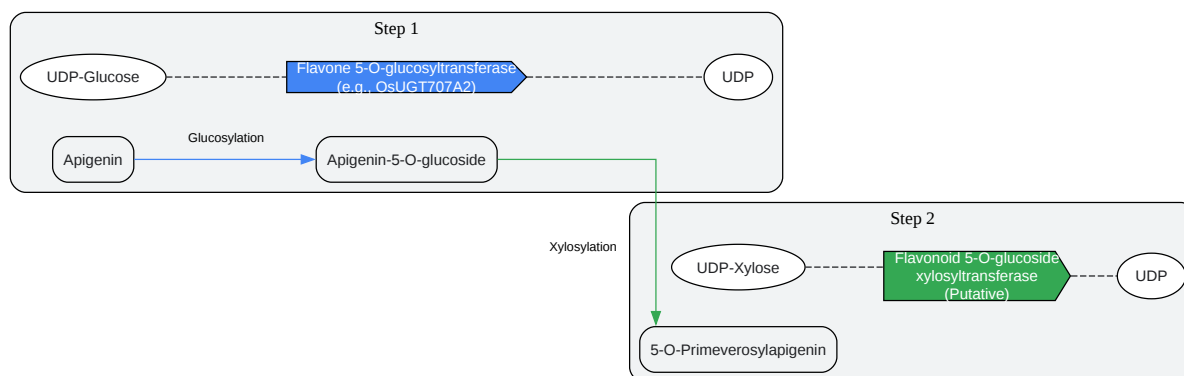 Step 1
UDP-Glucose
Flavone 5-O-glucosyltransferase
(e.g., OsUGT707A2)
UDP
Glucosylation
Apigenin
Apigenin-5-O-glucoside
Step 2
Xylosylation
UDP-Xylose
Flavonoid 5-O-glucoside
xylosyltransferase
(Putative)
UDP
5-O-Primeverosylapigenin